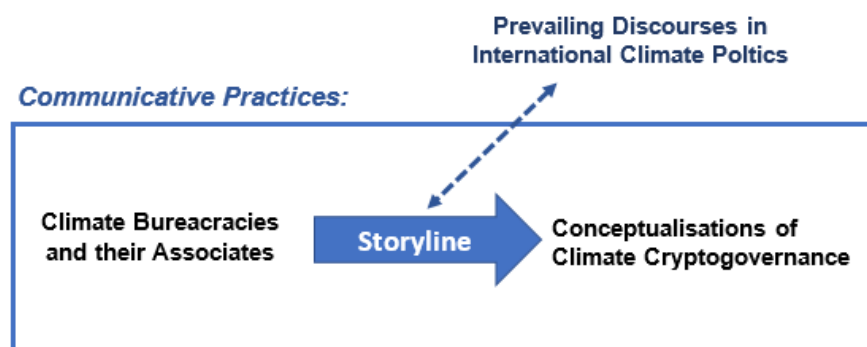 Prevailing Discourses in
International Climate Poltics
Communicative Practices:
Climate Bureacracies
and their Associates
Storyline
Conceptualisations of
Climate Cryptogovernance